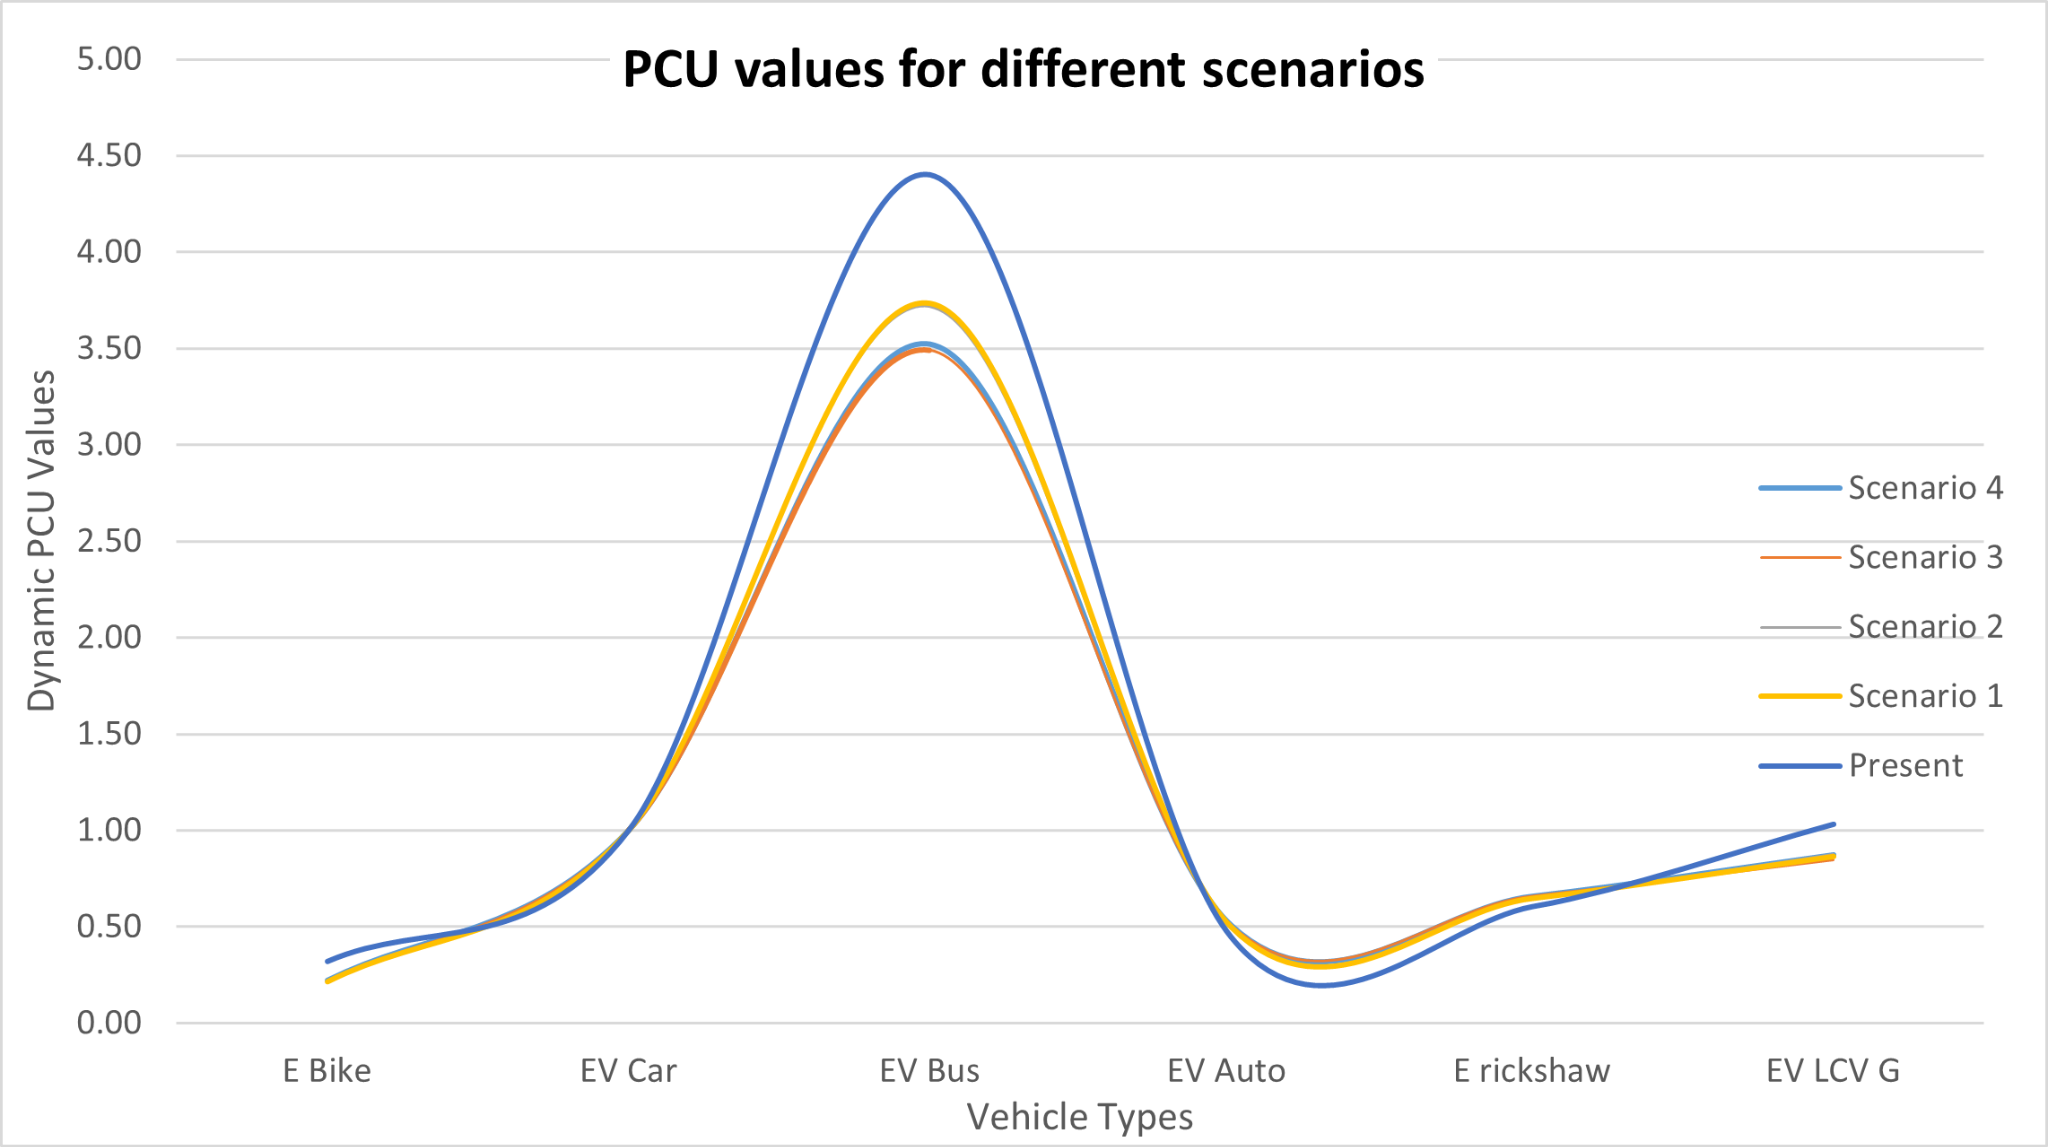 PCU values for different scenarios
5.00
4.50
4.00
3.50
3.00
2.50
2.00
1.50
1.00
0.50
0.00
Dynamic PCU Values
Scenario 4
Scenario 3
Scenario 2
Scenario 1
Present
E Bike EV Car EV Bus EV Auto E rickshaw EV LCV G
Vehicle Types